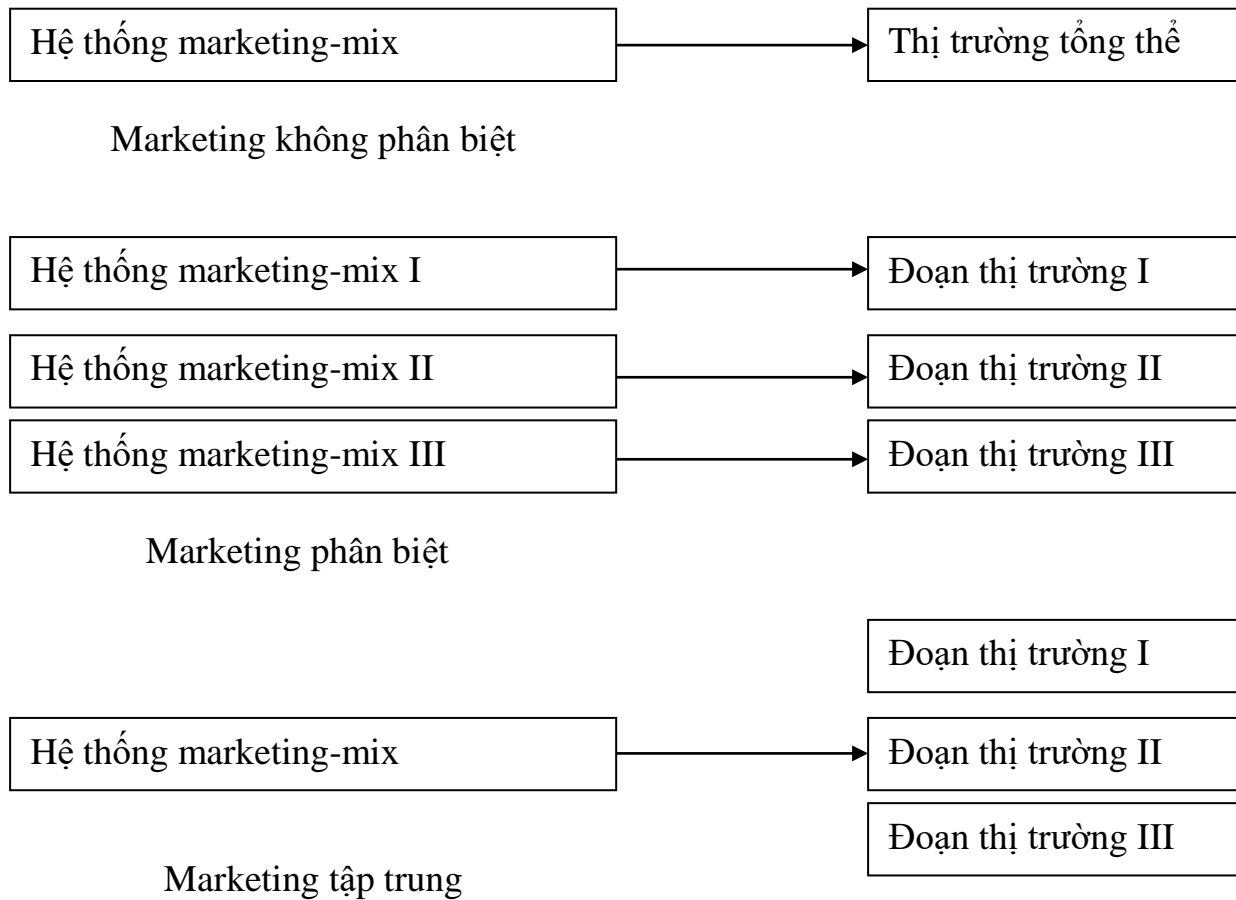 Hệ thống marketing-mix
Thị trường tổng thể
Marketing không phân biệt
Hệ thống marketing-mix I
Đoạn thị trường I
Hệ thống marketing-mix II
Đoạn thị trường II
Hệ thống marketing-mix III
Đoạn thị trường III
Marketing phân biệt
Đoạn thị trường I
Hệ thống marketing-mix
Đoạn thị trường II
Đoạn thị trường III
Marketing tập trung